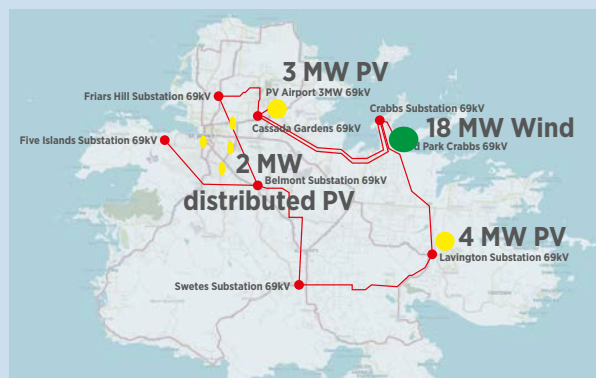 3 MW PV
Friars Hill Substation 69kV
PV Airport 3MW 69kV
Crabbs Substation 69kV
Cassada Gardens 69kV
18 MW Wind
Five Islands Substation 69kV
d Park Crabbs 69kV
2 MW
Belmont Substation 69kV
distributed PV
4 MW PV
Lavington Substation 69kV
Swetes Substation 69kV